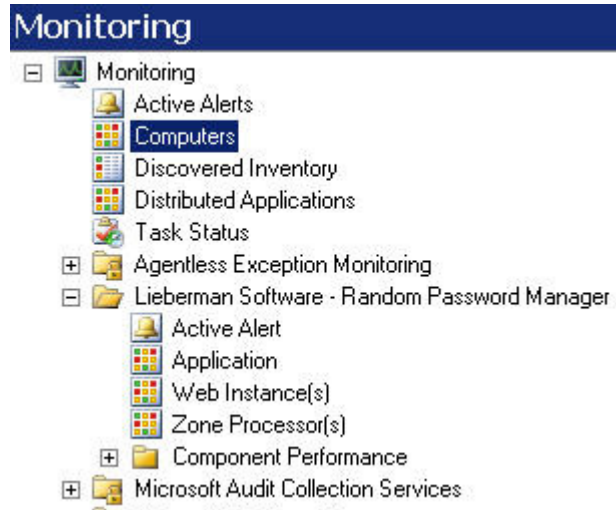 Monitoring
Monitoring
Active Alerts
Computers
Discovered Inventory
Distributed Applications
Task Status
Agentless Exception Monitoring
Lieberman Software - Random Password Manager
Active Alert
Application
Web Instance(s)
Zone Processor(s)
Component Performance
Microsoft Audit Collection Services